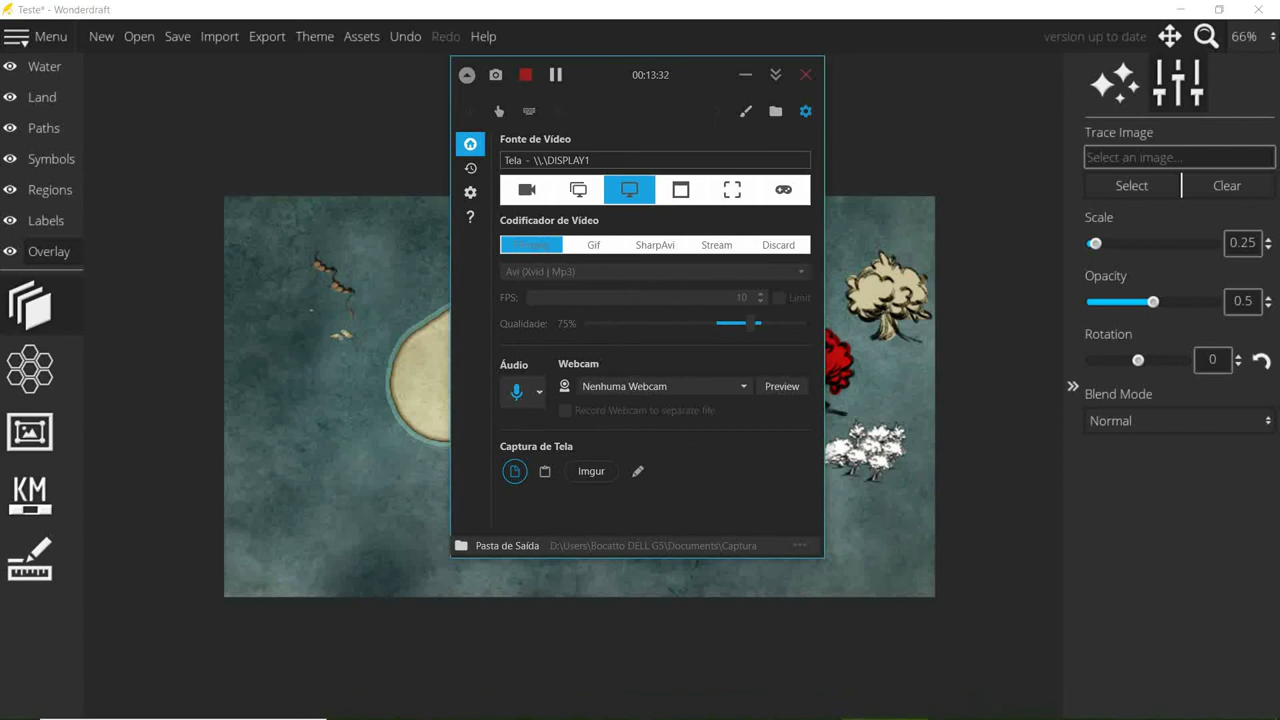 Teste* - Wonderdraft
Menu New Open Save Import Export Theme Assets Undo Redo Help version up to date 66%
Water
Land
Paths
Symbols
Regions
Labels
Overlay
KM
00:13:32
Fonte de Vídeo
Tela - \\.\DISPLAY1
Codificador de Vídeo
Gif SharpAvi Stream Discard
Avi (Xvid | Mp3)
FPS: 10 Limit
Qualidade: 75%
Áudio Webcam
Nenhuma Webcam Preview
Record Webcam to separate file
Captura de Tela
Imgur
Pasta de Saída D:\Users\Bocatto DELL G5\Documents\Captura ...
Trace Image
Select an image...
Select Clear
Scale
0.25
Opacity
0.5
Rotation
0
Blend Mode
Normal